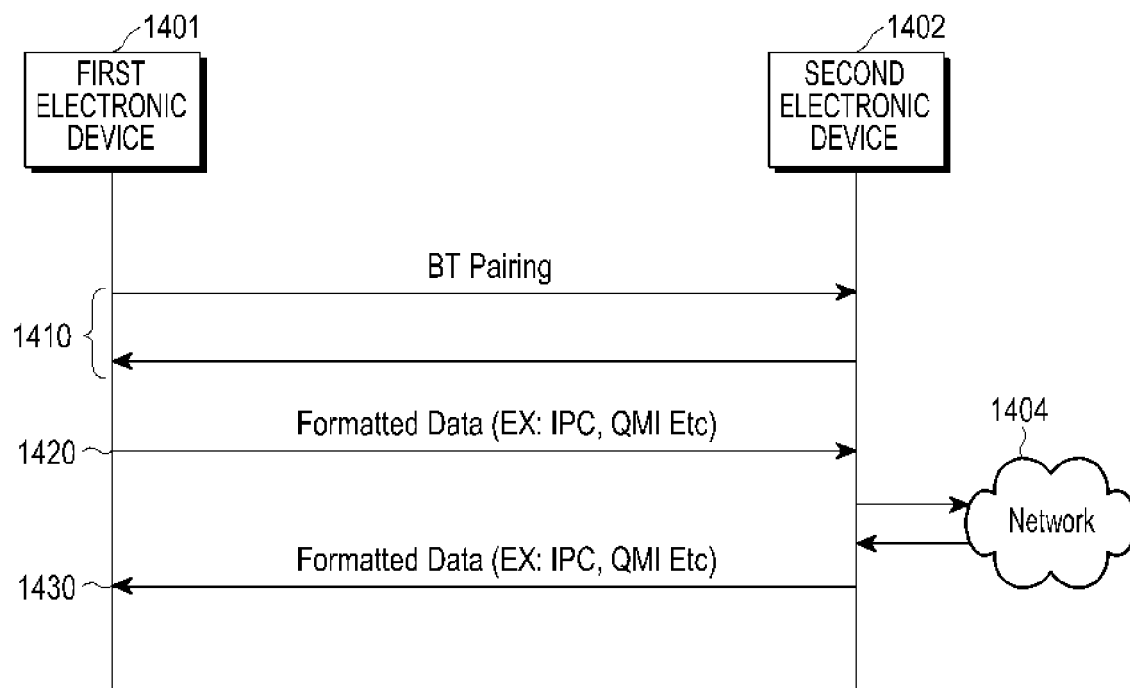 1401
1402
FIRST
ELECTRONIC
DEVICE
SECOND
ELECTRONIC
DEVICE
BT Pairing
1410
Formatted Data (EX: IPC, QMI Etc)
1420
1404
Network
Formatted Data (EX: IPC, QMI Etc)
1430